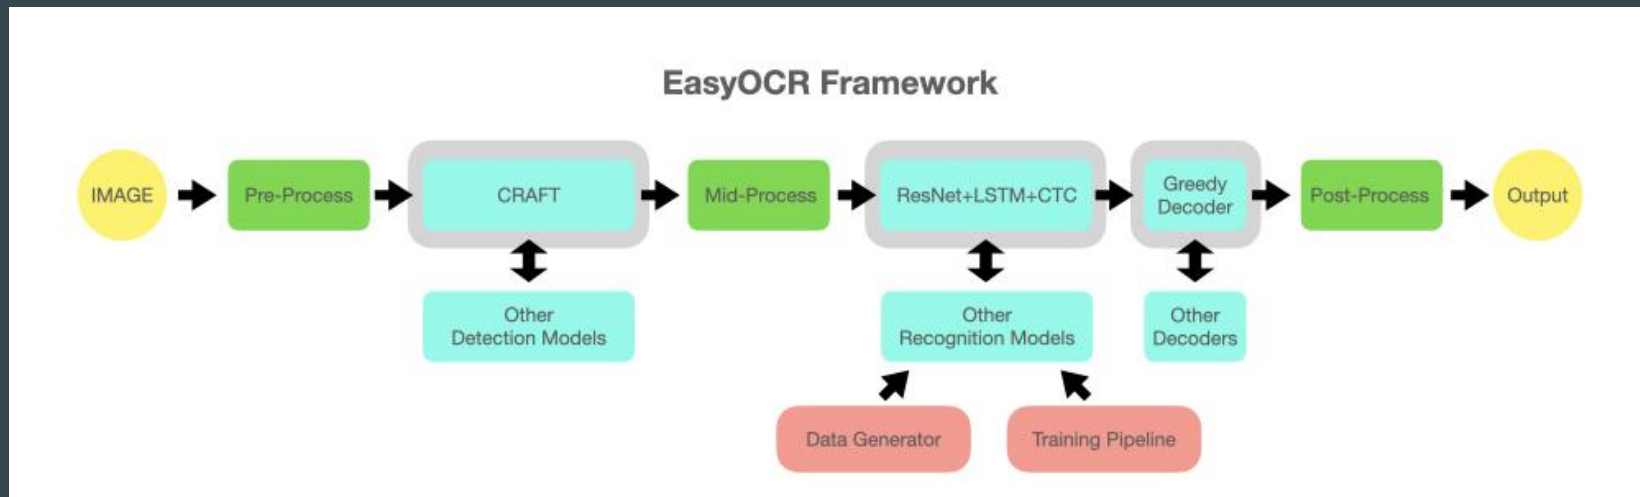 EasyOCR Framework
IMAGE
Pre-Process
CRAFT
Mid-Process
ResNet+LSTM+CTC
Greedy
Decoder
Post-Process
Output
Other
Detection Models
Other
Recognition Models
Other
Decoders
Data Generator
Training Pipeline